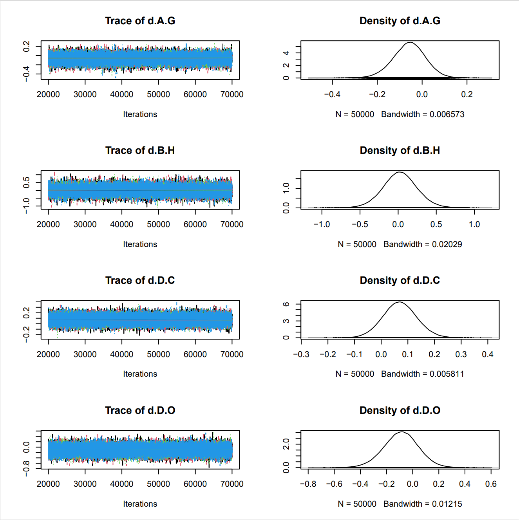 Trace of d.A.G
0.2
−0.4
20000 30000 40000 50000 60000 70000
Iterations
Density of d.A.G
4
2
0
−0.4 −0.2 0.0 0.2
N = 50000 Bandwidth = 0.006573
Trace of d.B.H
0.5
−1.0
20000 30000 40000 50000 60000 70000
Iterations
Density of d.B.H
1.0
0.0
−1.0 −0.5 0.0 0.5 1.0
N = 50000 Bandwidth = 0.02029
Trace of d.D.C
0.2
−0.2
20000 30000 40000 50000 60000 70000
Iterations
Density of d.D.C
6
3
0
−0.3 −0.2 −0.1 0.0 0.1 0.2 0.3 0.4
N = 50000 Bandwidth = 0.005811
Trace of d.D.O
0.0
−0.8
20000 30000 40000 50000 60000 70000
Iterations
Density of d.D.O
2.0
0.0
−0.8 −0.6 −0.4 −0.2 0.0 0.2 0.4 0.6
N = 50000 Bandwidth = 0.01215